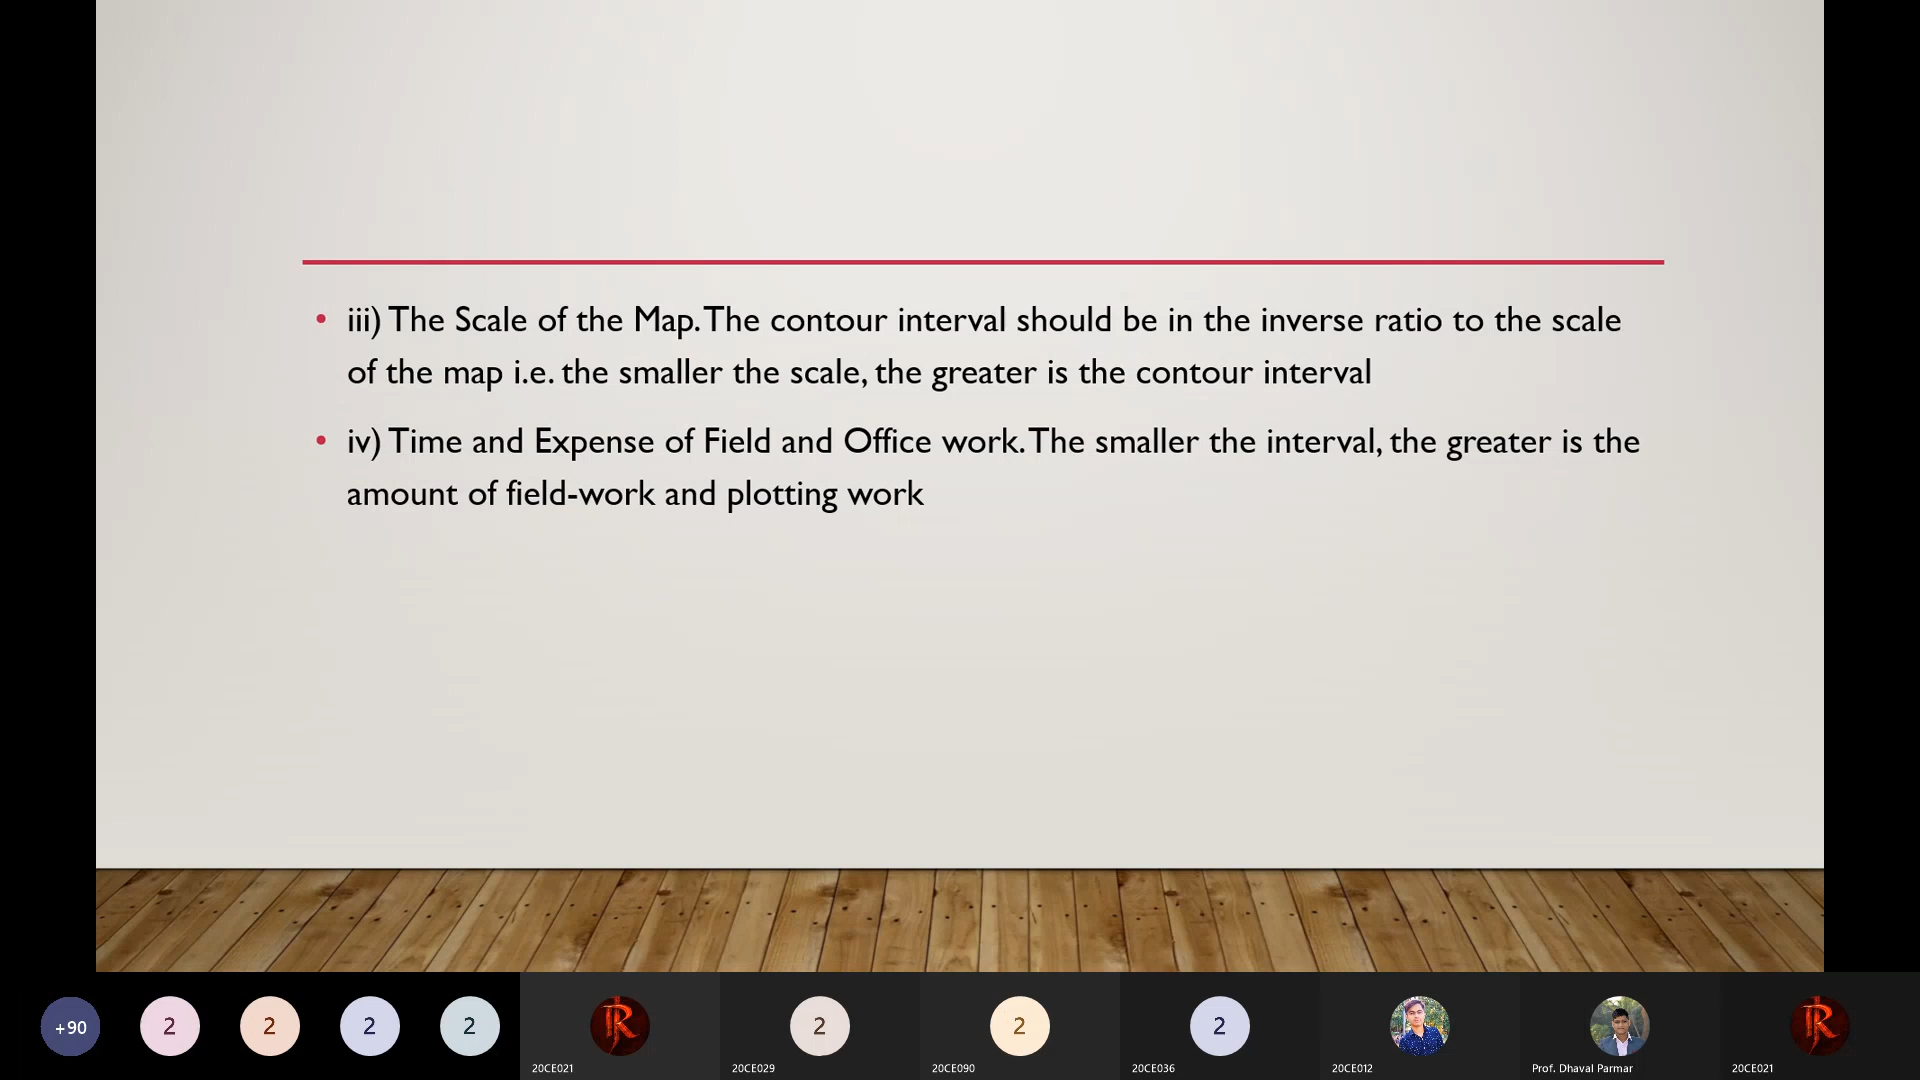 • iii) The Scale of the Map. The contour interval should be in the inverse ratio to the scale
of the map i.e. the smaller the scale, the greater is the contour interval
• iv) Time and Expense of Field and Office work. The smaller the interval, the greater is the
amount of field-work and plotting work
+90
2
2
2
2
R
2
2
2
R
20CE021
20CE029
20CE090
20CE036
20CE012
Prof. Dhaval Parmar
20CE021